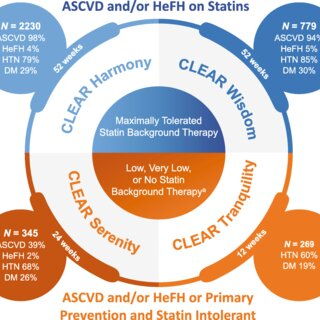 ASCVD and/or HeFH on Statins
N = 2230
ASCVD 98%
HeFH 4%
HTN 79%
DM 29%
52 weeks
CLEAR Harmony
N = 779
ASCVD 94%
HeFH 5%
HTN 85%
DM 30%
52 weeks
CLEAR Wisdom
Maximally Tolerated
Statin Background Therapy
Low, Very Low,
or No Statin
Background Therapyª
N = 345
ASCVD 39%
HeFH 2%
HTN 68%
DM 26%
24 weeks
CLEAR Serenity
N = 269
HTN 60%
DM 19%
12 weeks
CLEAR Tranquility
ASCVD and/or HeFH or Primary
Prevention and Statin Intolerant